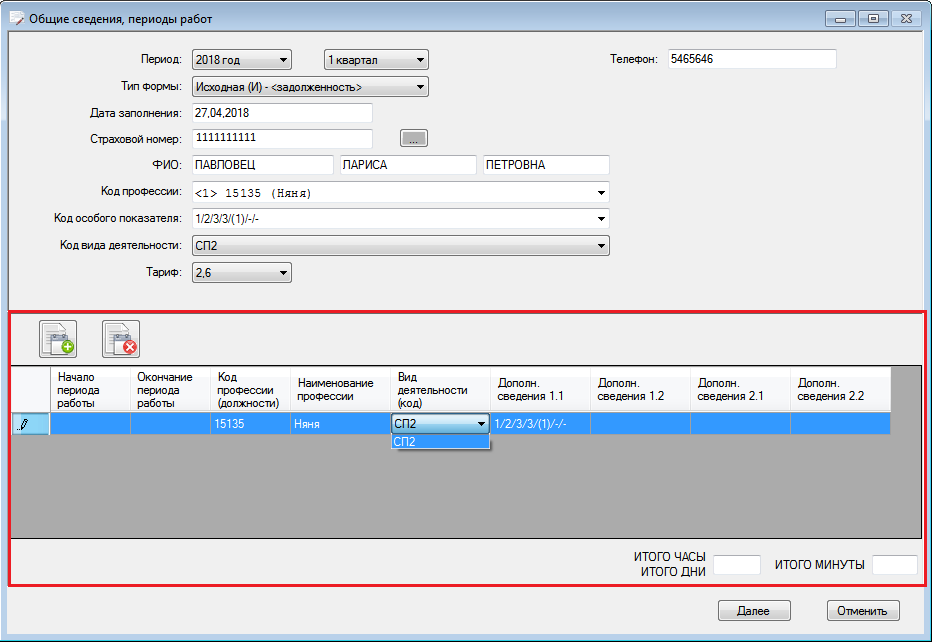 Общие сведения, периоды работ
Период: 2018 год 1 квартал Телефон: 5465646
Тип формы: Исходная (И) - <задолженность>
Дата заполнения: 27,04,2018
Страховой номер: 1111111111 ...
ФИО: ПАВЛОВЕЦ ЛАРИСА ПЕТРОВНА
Код профессии: <1> 15135 (Няня)
Код особого показателя: 1/2/3/3/(1)/-/-
Код вида деятельности: СП2
Тариф: 2,6
Начало периода работы
Окончание периода работы
Код профессии (должности)
Наименование профессии
Вид деятельности (код)
Дополн. сведения 1.1
Дополн. сведения 1.2
Дополн. сведения 2.1
Дополн. сведения 2.2
15135 Няня СП2 1/2/3/3/(1)/-/-
СП2
ИТОГО ЧАСЫ ИТОГО МИНУТЫ
ИТОГО ДНИ
Далее Отменить